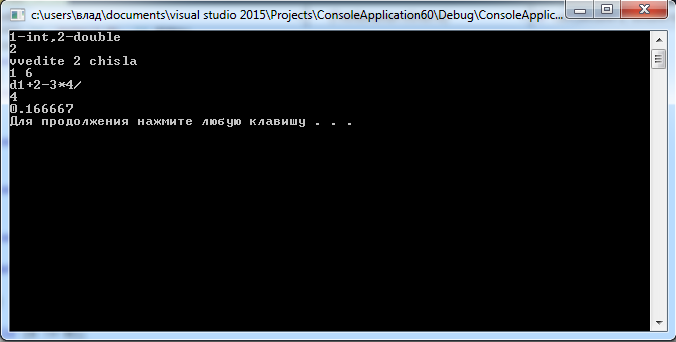 c:\users\влад\documents\visual studio 2015\Projects\ConsoleApplication60\Debug\ConsoleApplic...
1-int,2-double
2
vvedite 2 chisla
1 6
d1+2-3*4/
4
0.166667
Для продолжения нажмите любую клавишу . . .